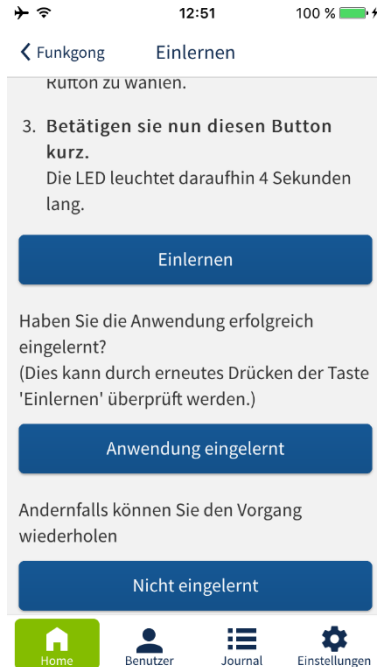 12:51
100 %
Funkgong
Einlernen
zu wählen.
3. Betätigen sie nun diesen Button
kurz.
Die LED leuchtet daraufhin 4 Sekunden
lang.
Einlernen
Haben Sie die Anwendung erfolgreich
eingelernt?
(Dies kann durch erneutes Drücken der Taste
'Einlernen' überprüft werden.)
Anwendung eingelernt
Andernfalls können Sie den Vorgang
wiederholen
Nicht eingelernt
Home
Benutzer
Journal
Einstellungen